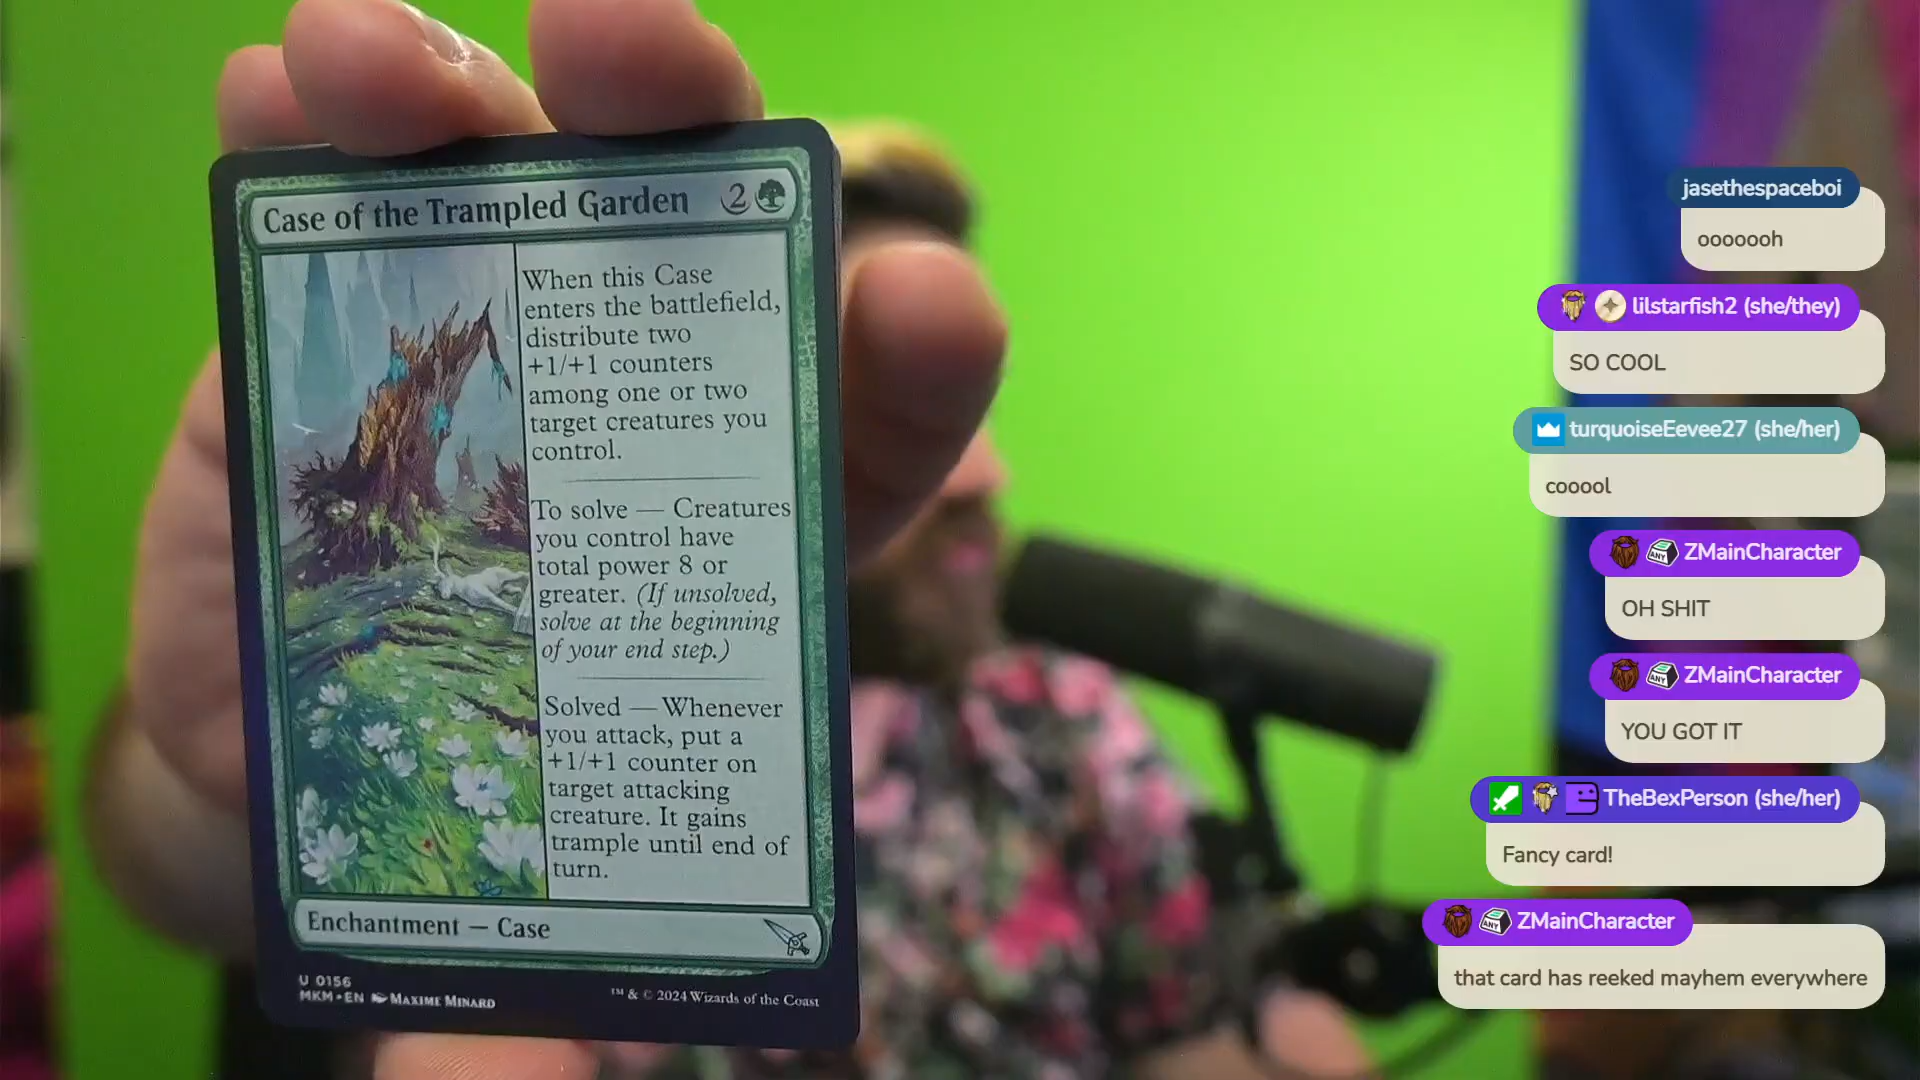 Case of the Trampled Garden 2
When this Case
enters the battlefield,
distribute two
+1/+1 counters
among one or two
target creatures you
control.
To solve — Creatures
you control have
total power 8 or
greater. (If unsolved,
solve at the beginning
of your end step.)
Solved — Whenever
you attack, put a
+1/+1 counter on
target attacking
creature. It gains
trample until end of
turn.
Enchantment — Case
U 0156
MKM • EN MAXIME MINARD
™ & © 2024 Wizards of the Coast
jasethespaceboi
ooooooh
lilstarfish2 (she/they)
SO COOL
turquoiseEevee27 (she/her)
cooool
ANY ZMainCharacter
OH SHIT
ANY ZMainCharacter
YOU GOT IT
TheBexPerson (she/her)
Fancy card!
ANY ZMainCharacter
that card has reeked mayhem everywhere